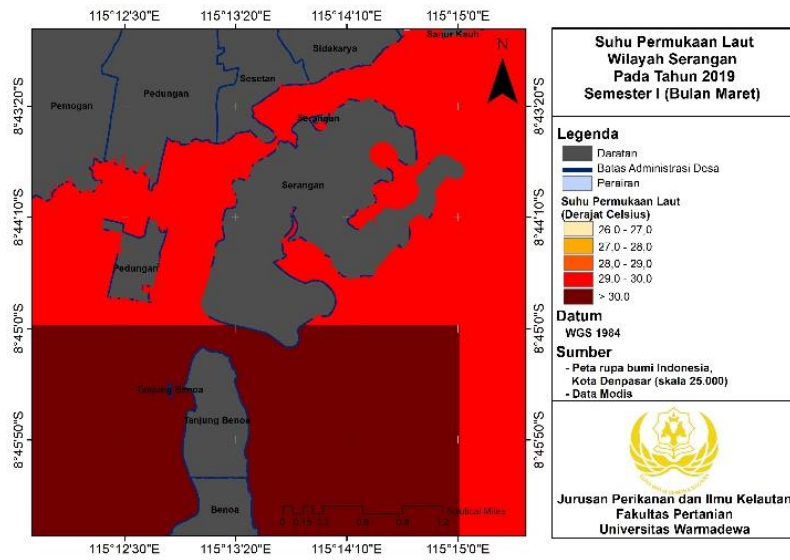 115°12'30"E 115°13'20"E 115°14'10"E 115°15'0"E
Sanur Kauh
Sidakarya
N
Sesetan
Pedungan
Pemogan
8°43'20"S
8°43'20"S
Serangan
Serangan
8°44'10"S
8°44'10"S
Pedungan
8°45'0"S
8°45'0"S
Tanjung Benoa
Tanjung Benoa
8°45'50"S
8°45'50"S
Benoa
Nautical Miles
115°12'30"E 115°13'20"E 115°14'10"E 115°15'0"E
Suhu Permukaan Laut
Wilayah Serangan
Pada Tahun 2019
Semester I (Bulan Maret)
Legenda
Daratan
Batas Administrasi Desa
Perairan
Suhu Permukaan Laut
(Derajat Celsius)
26.0 - 27,0
27,0 - 28.0
28,0 - 29,0
29.0 - 30.0
> 30.0
Datum
WGS 1984
Sumber
- Peta rupa bumi Indonesia,
Kota Denpasar (skala 25.000)
- Data Modis
Jurusan Perikanan dan Ilmu Kelautan
Fakultas Pertanian
Universitas Warmadewa